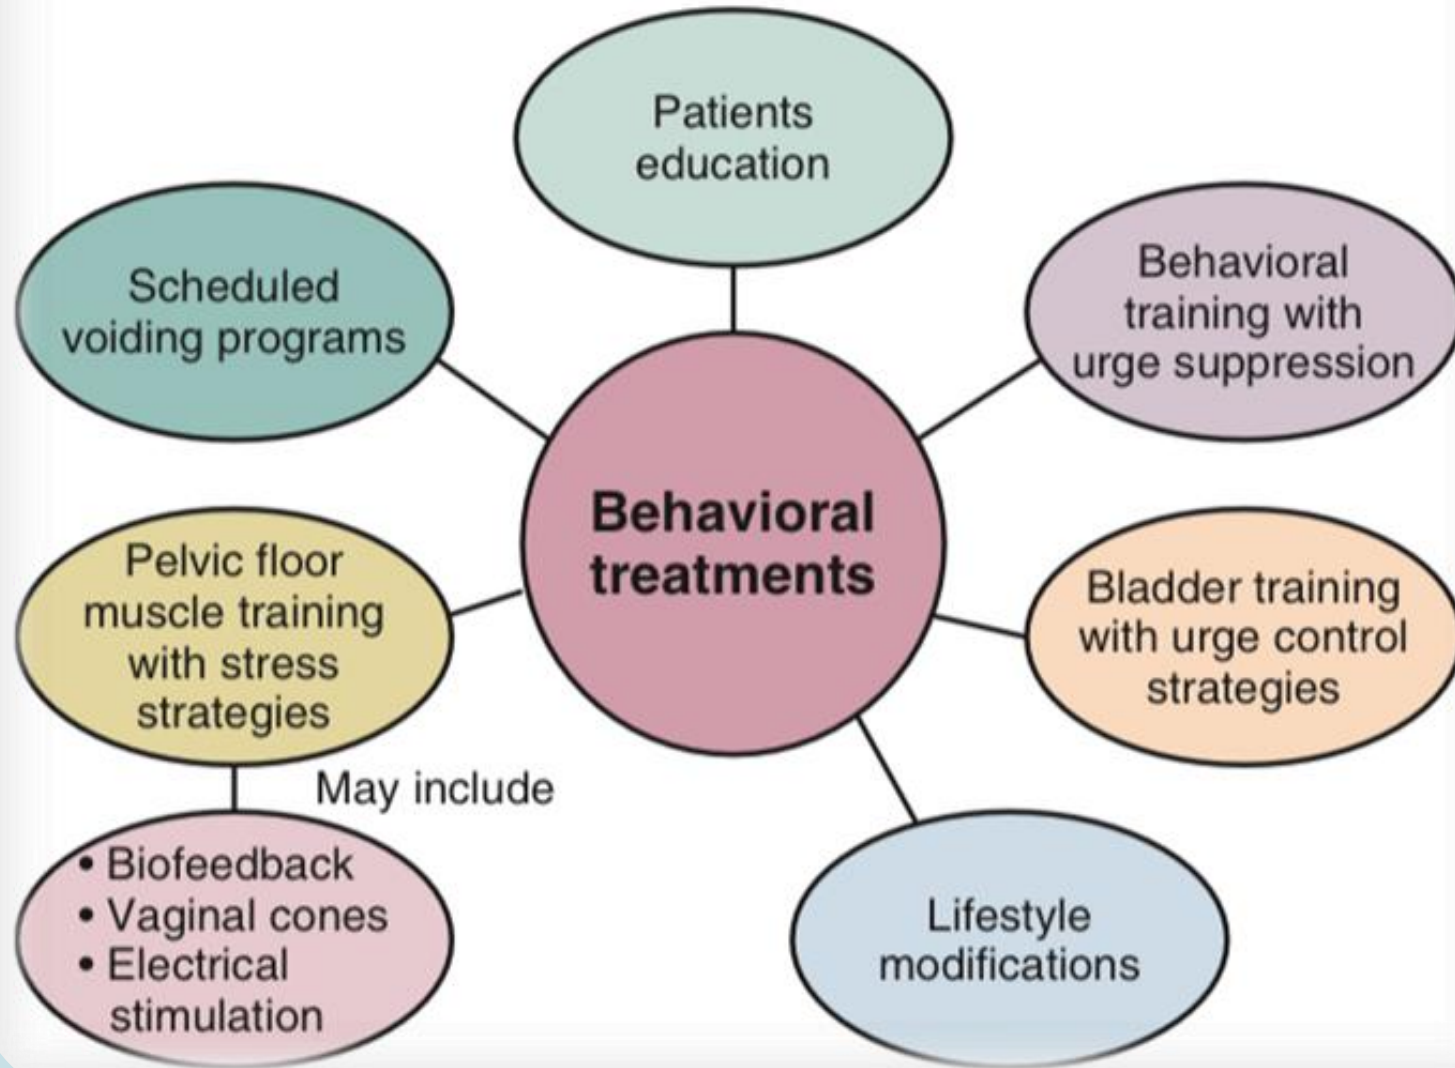 Patients
education
Scheduled
voiding programs
Behavioral
training with
urge suppression
Behavioral
treatments
Pelvic floor
muscle training
with stress
strategies
Bladder training
with urge control
strategies
May include
• Biofeedback
• Vaginal cones
• Electrical
stimulation
Lifestyle
modifications